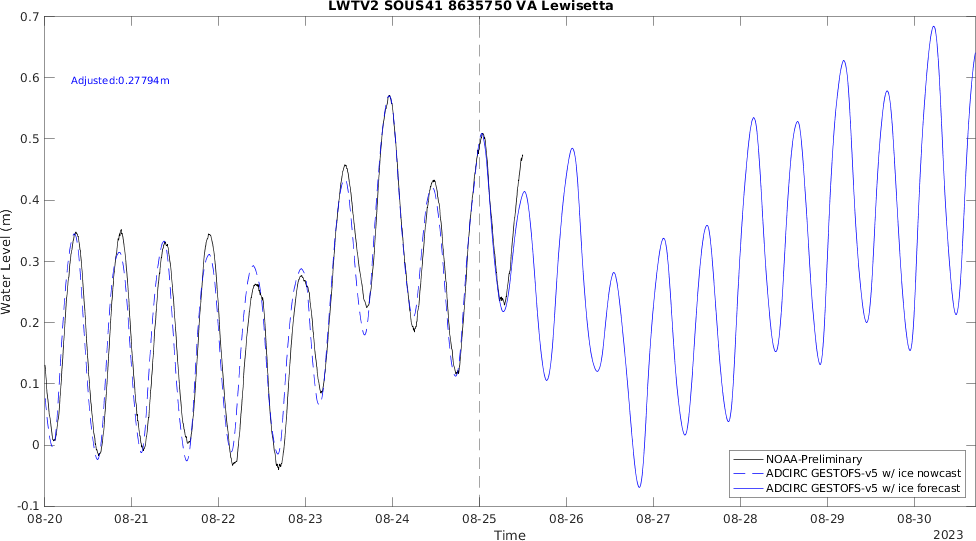 LWTV2 SOUS41 8635750 VA Lewisetta
Adjusted:0.27794m
Water Level (m)
0.7
0.6
0.5
0.4
0.3
0.2
0.1
0
-0.1
NOAA-Preliminary
ADCIRC GESTOFS-v5 w/ ice nowcast
ADCIRC GESTOFS-v5 w/ ice forecast
08-20 08-21 08-22 08-23 08-24 08-25 08-26 08-27 08-28 08-29 08-30
Time
2023